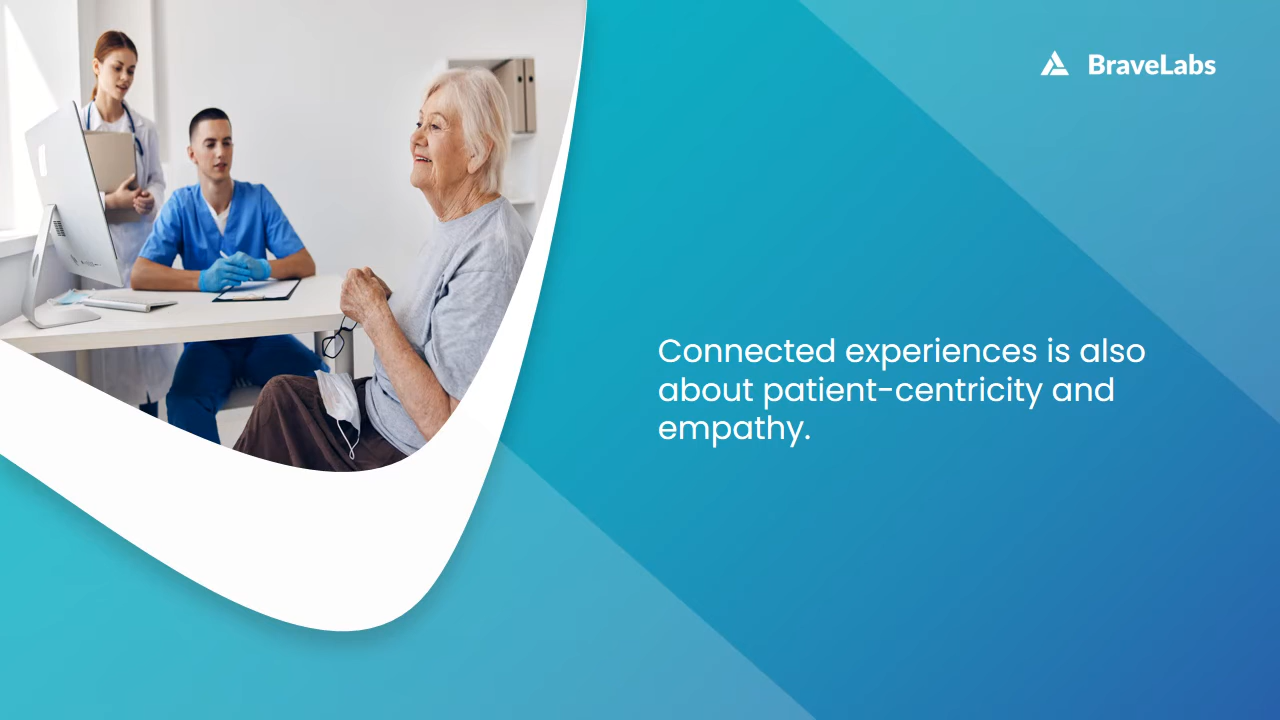 BraveLabs
Connected experiences is also
about patient-centricity and
empathy.